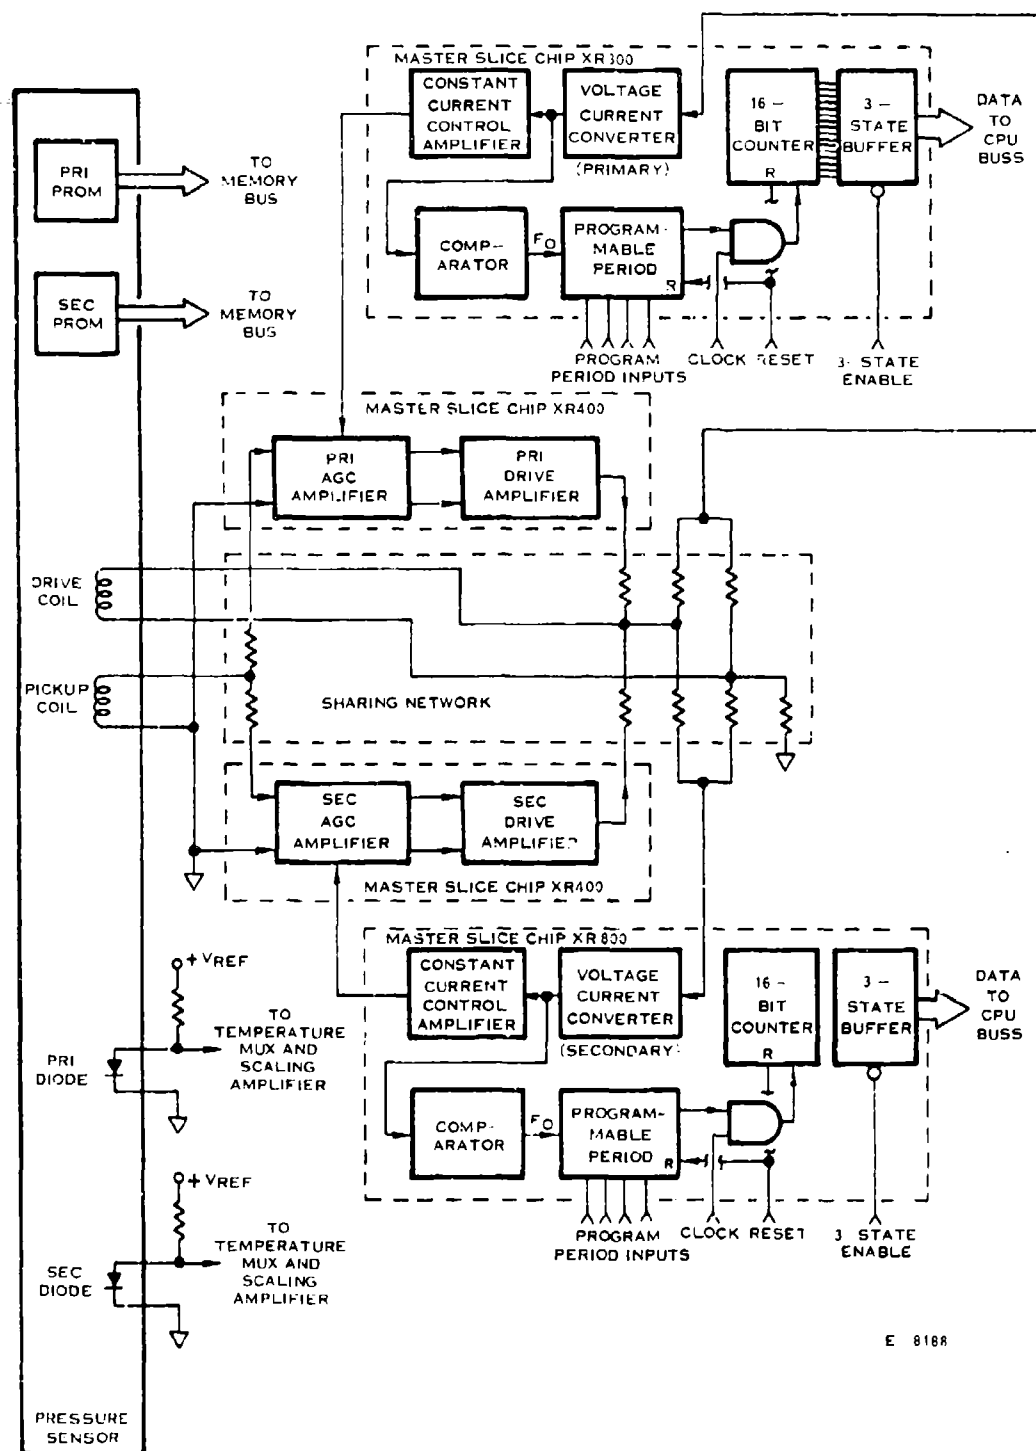 MASTER SLICE CHIP XR300
CONSTANT
CURRENT
CONTROL
AMPLIFIER
VOLTAGE
CURRENT
CONVERTER
(PRIMARY)
16 -
BIT
COUNTER
R
3 -
STATE
BUFFER
DATA
TO
CPU
BUSS
PRI
PROM
TO
MEMORY
BUS
COMP-
ARATOR
FO
PROGRAM-
MABLE
PERIOD
R
SEC
PROM
TO
MEMORY
BUS
PROGRAM
PERIOD INPUTS
CLOCK RESET
3- STATE
ENABLE
MASTER SLICE CHIP XR400
PRI
AGC
AMPLIFIER
PRI
DRIVE
AMPLIFIER
DRIVE
COIL
PICKUP
COIL
SHARING NETWORK
SEC
AGC
AMPLIFIER
SEC
DRIVE
AMPLIFIER
MASTER SLICE CHIP XR400
MASTER SLICE CHIP XR800
CONSTANT
CURRENT
CONTROL
AMPLIFIER
VOLTAGE
CURRENT
CONVERTER
(SECONDARY)
16 -
BIT
COUNTER
R
3 -
STATE
BUFFER
DATA
TO
CPU
BUSS
+ VREF
TO
TEMPERATURE
MUX AND
SCALING
AMPLIFIER
PRI
DIODE
COMP-
ARATOR
FO
PROGRAM-
MABLE
PERIOD
R
PROGRAM
PERIOD INPUTS
CLOCK RESET
3 STATE
ENABLE
+ VREF
TO
TEMPERATURE
MUX AND
SCALING
AMPLIFIER
SEC
DIODE
E 8188
PRESSURE
SENSOR